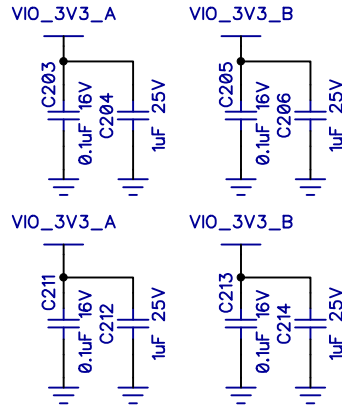 VIO_3V3_A
C203
16V
0.1uF
C204
25V
1uF
VIO_3V3_B
C205
16V
0.1uF
C206
25V
1uF
VIO_3V3_A
C211
16V
0.1uF
C212
25V
1uF
VIO_3V3_B
C213
16V
0.1uF
C214
25V
1uF